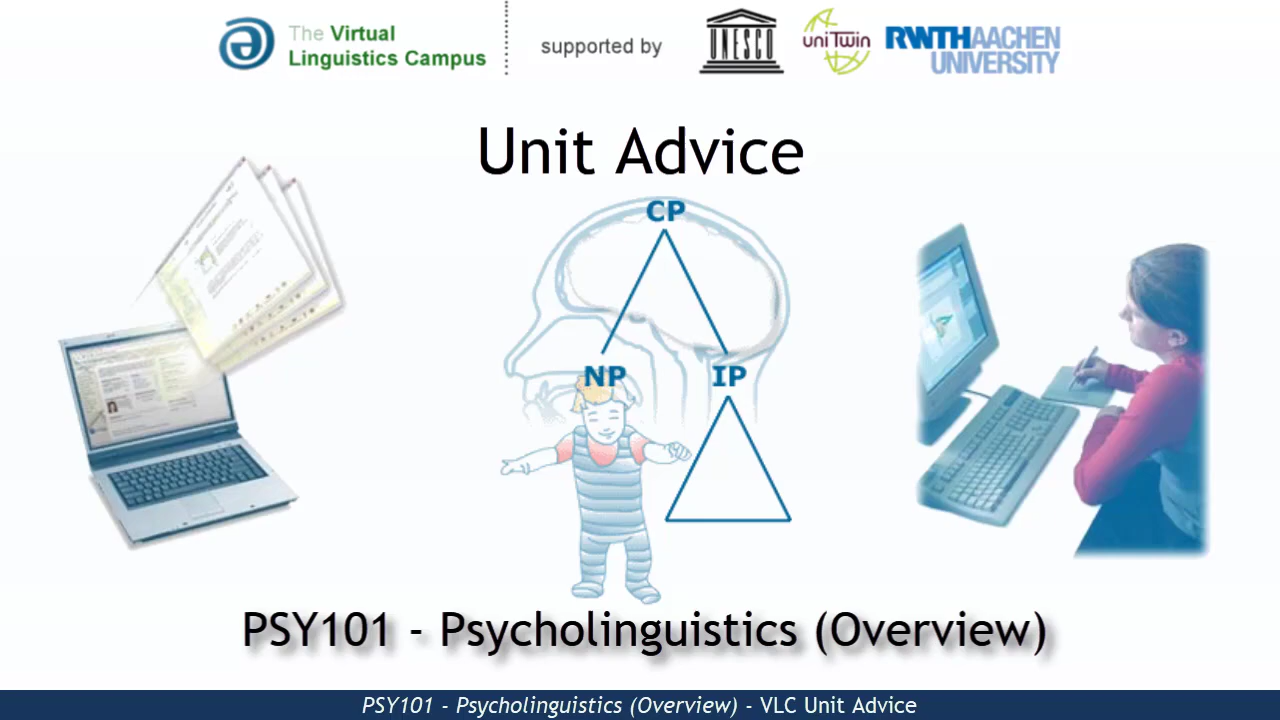 The Virtual
Linguistics Campus
supported by
UNESCO
uniTwin
RWTHAACHEN
UNIVERSITY
Unit Advice
CP
NP
IP
PSY101 - Psycholinguistics (Overview)
PSY101 - Psycholinguistics (Overview) - VLC Unit Advice